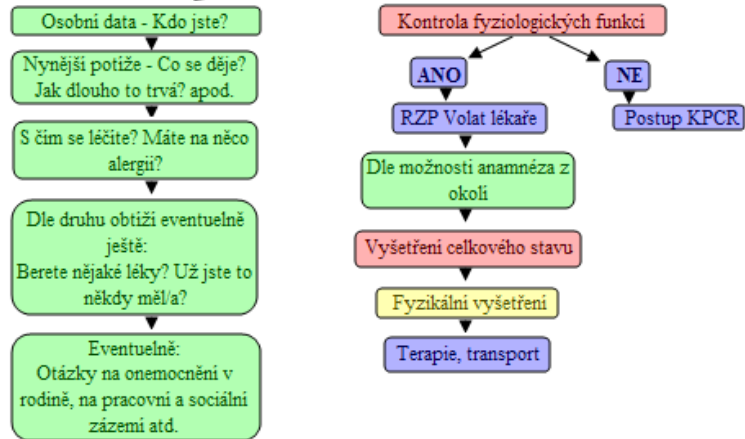 Osobní data - Kdo jste?
Nynější potíže - Co se děje?
Jak dlouho to trvá? apod.
S čím se léčíte? Máte na něco
alergii?
Dle druhu obtíží eventuelně
ještě:
Berete nějaké léky? Už jste to
někdy měl/a?
Eventuelně:
Otázky na onemocnění v
rodině, na pracovní a sociální
zázemí atd.
Kontrola fyziologických funkcí
ANO
NE
RZP Volat lékaře
Postup KPCR
Dle možnosti anamnéza z
okolí
Vyšetření celkového stavu
Fyzikální vyšetření
Terapie, transport